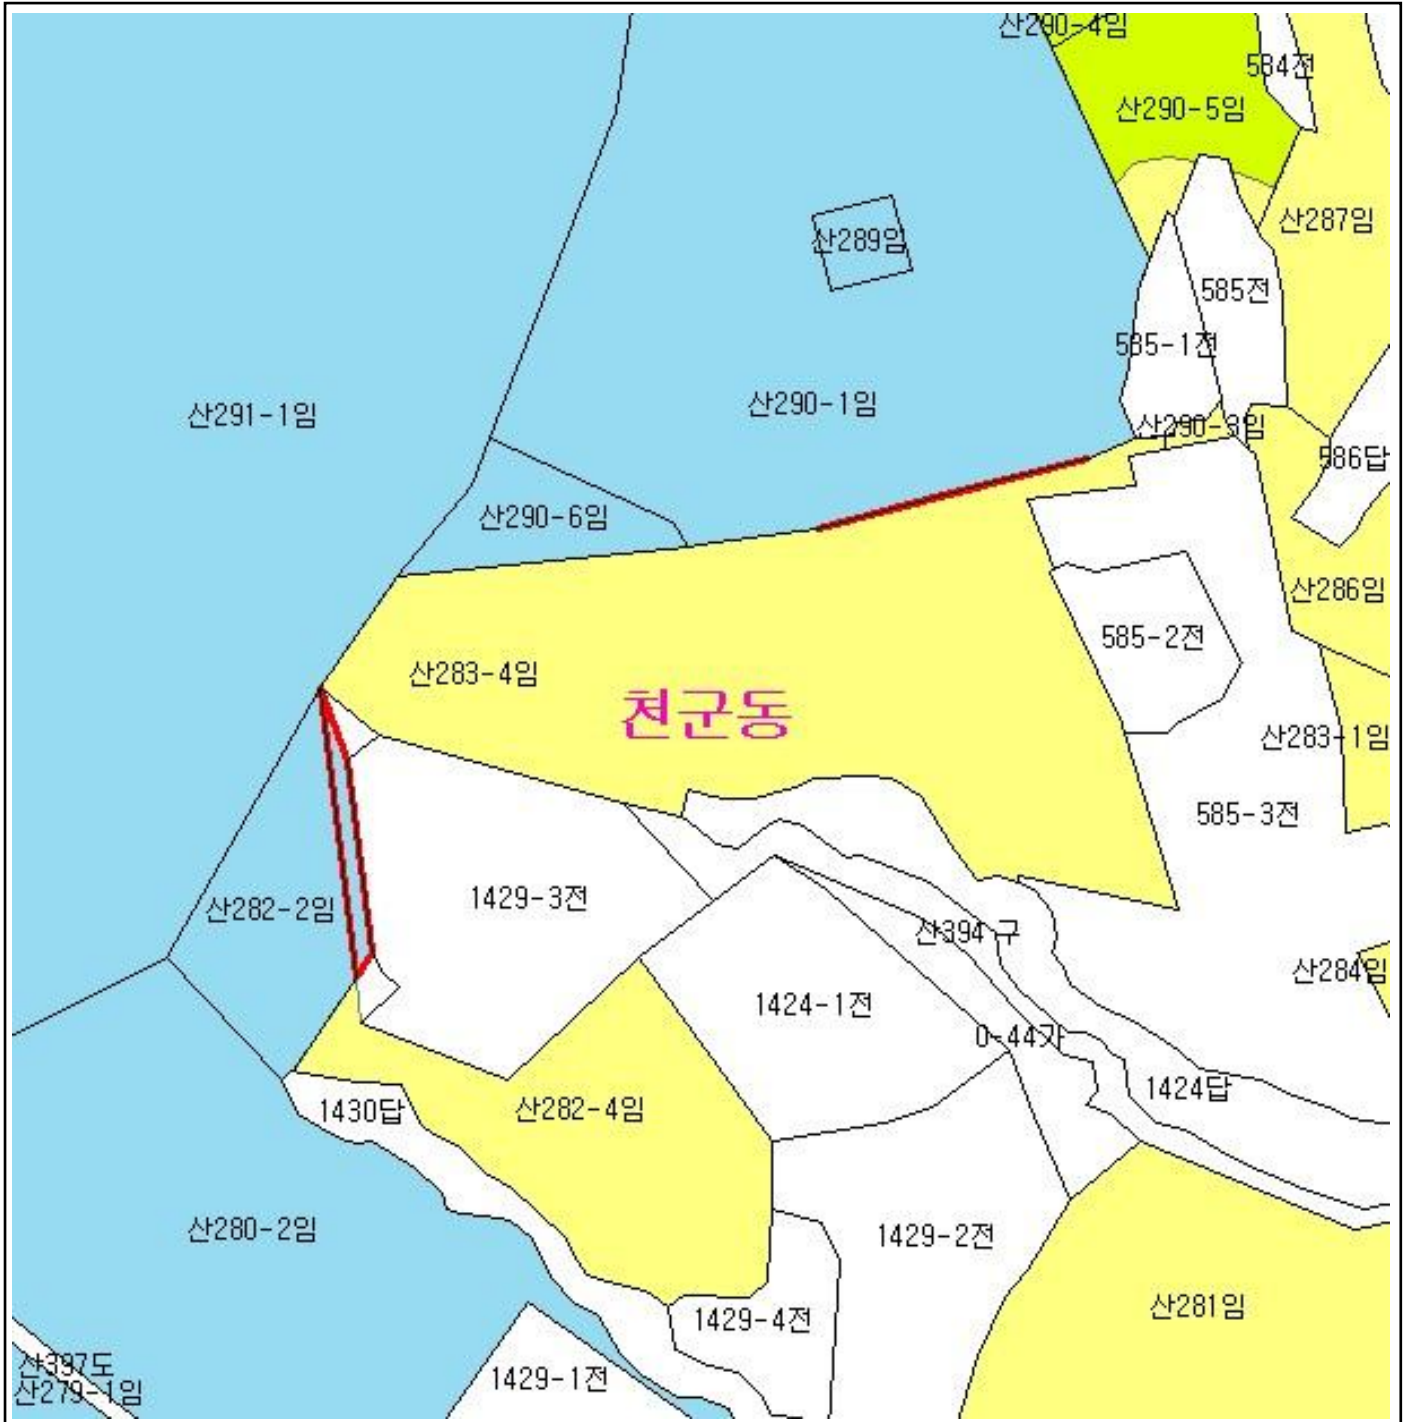 산290-4임
584전
산290-5임
산287임
산289임
585전
585-1전
산291-1임
산290-1임
산290-3임
586답
산290-6임
산286임
585-2전
산283-4임
천군동
산283-1임
585-3전
1429-3전
산282-2임
산394 구
산284임
1424-1전
0-44가
1424답
1430답
산282-4임
산280-2임
1429-2전
산281임
1429-4전
산397도
1429-1전
산279-1임